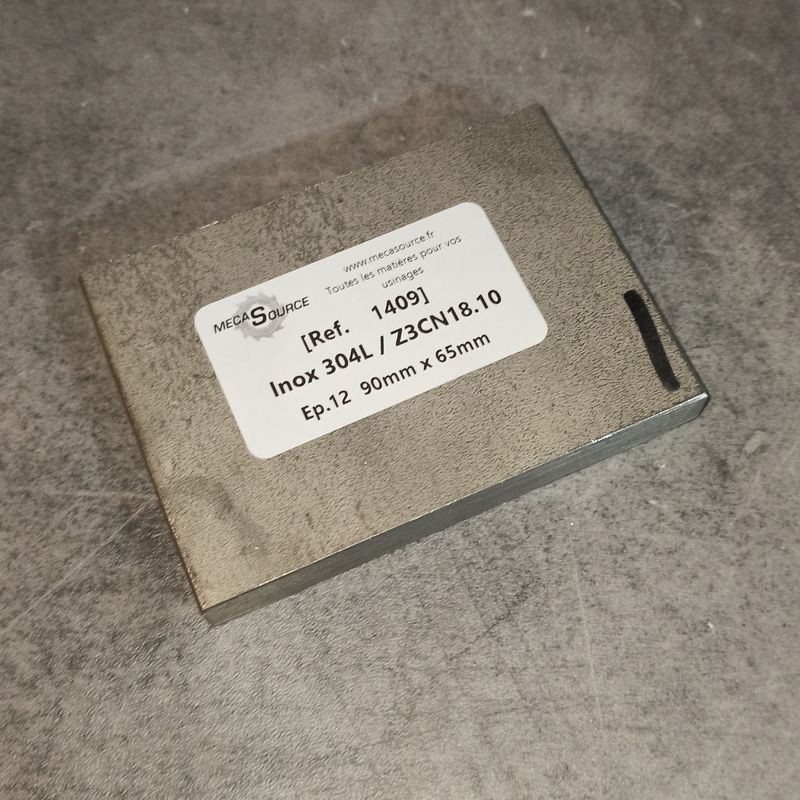 www.mecasource.fr
Toutes les matières pour vos
usinages
MECASOURCE
[Ref. 1409]
Inox 304L / Z3CN18.10
Ep.12 90mm x 65mm